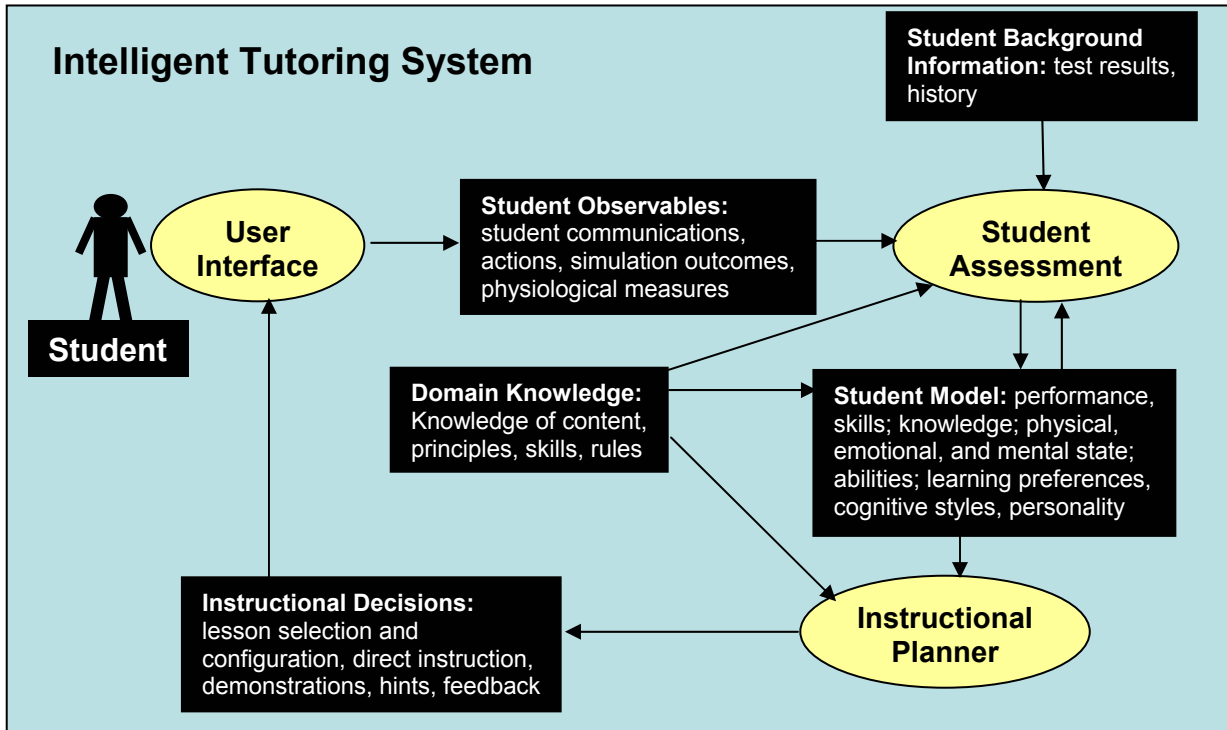 Intelligent Tutoring System
Student Background
Information: test results,
history
User
Interface
Student Observables:
student communications,
actions, simulation outcomes,
physiological measures
Student
Assessment
Student
Domain Knowledge:
Knowledge of content,
principles, skills, rules
Student Model: performance,
skills; knowledge; physical,
emotional, and mental state;
abilities; learning preferences,
cognitive styles, personality
Instructional Decisions:
lesson selection and
configuration, direct instruction,
demonstrations, hints, feedback
Instructional
Planner